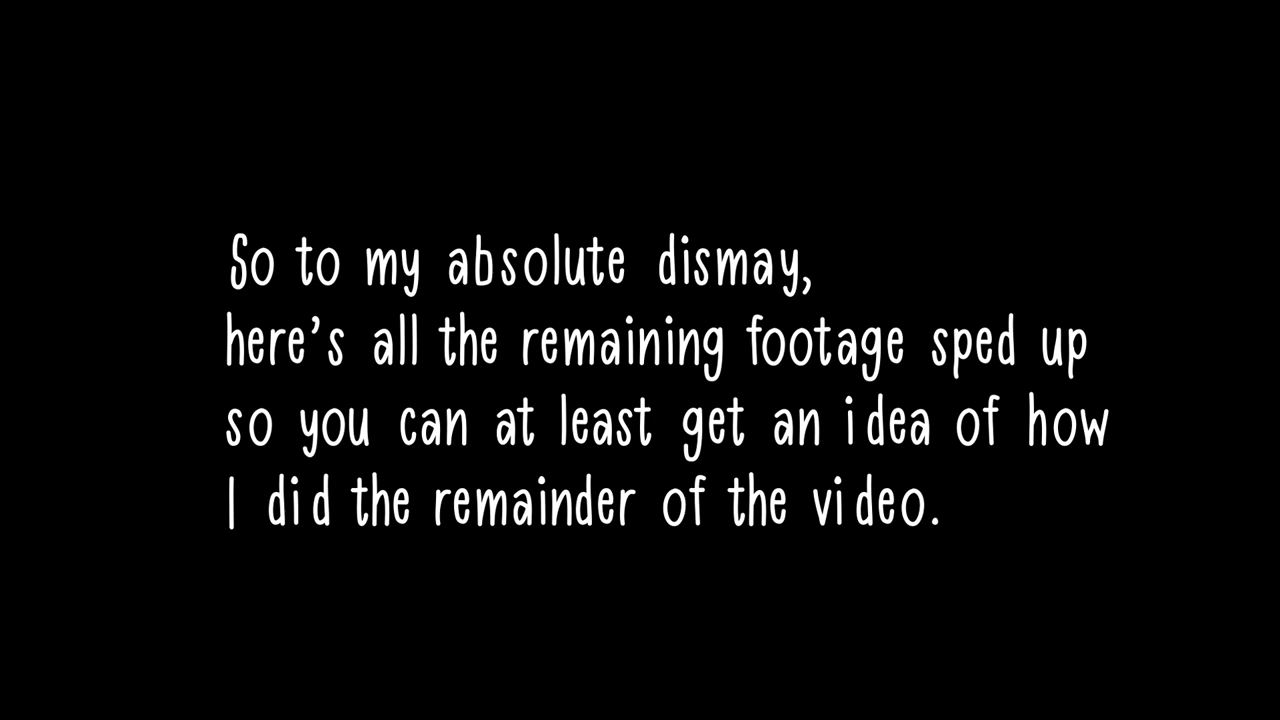 So to my absolute dismay,
here's all the remaining footage sped up
so you can at least get an idea of how
I did the remainder of the video.